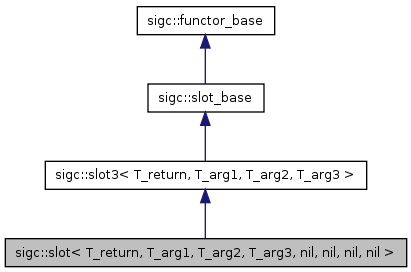 sigc::functor_base
sigc::slot_base
sigc::slot3< T_return, T_arg1, T_arg2, T_arg3 >
sigc::slot< T_return, T_arg1, T_arg2, T_arg3, nil, nil, nil, nil >